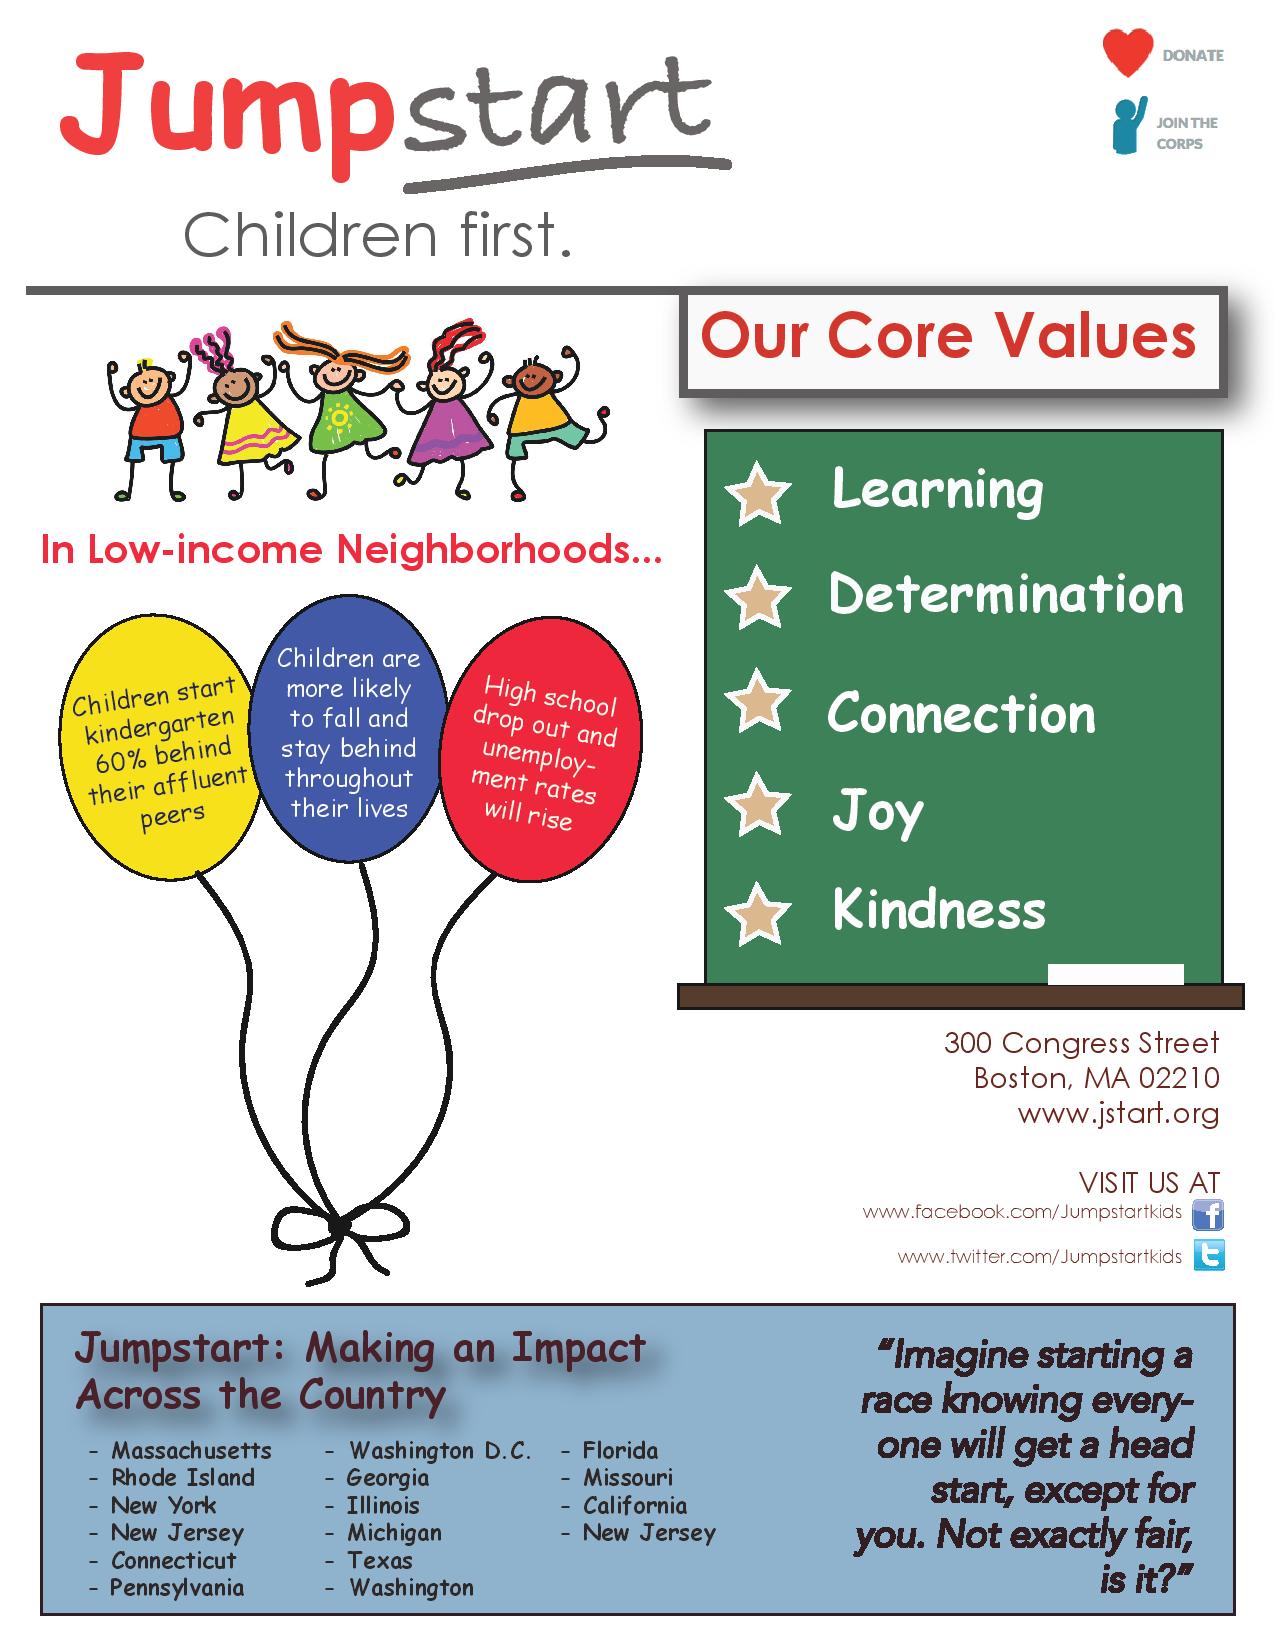 Jumpstart
Children first.
DONATE
JOIN THE
CORPS
Our Core Values
Learning
Determination
Connection
Joy
Kindness
In Low-income Neighborhoods...
Children start
kindergarten
60% behind
their affluent
peers
Children are
more likely
to fall and
stay behind
throughout
their lives
High school
drop out and
unemploy-
ment rates
will rise
300 Congress Street
Boston, MA 02210
www.jstart.org
VISIT US AT
www.facebook.com/Jumpstartkids
f
www.twitter.com/Jumpstartkids
t
Jumpstart: Making an Impact
Across the Country
- Massachusetts
- Rhode Island
- New York
- New Jersey
- Connecticut
- Pennsylvania
- Washington D.C.
- Georgia
- Illinois
- Michigan
- Texas
- Washington
- Florida
- Missouri
- California
- New Jersey
“Imagine starting a
race knowing every-
one will get a head
start, except for
you. Not exactly fair,
is it?”